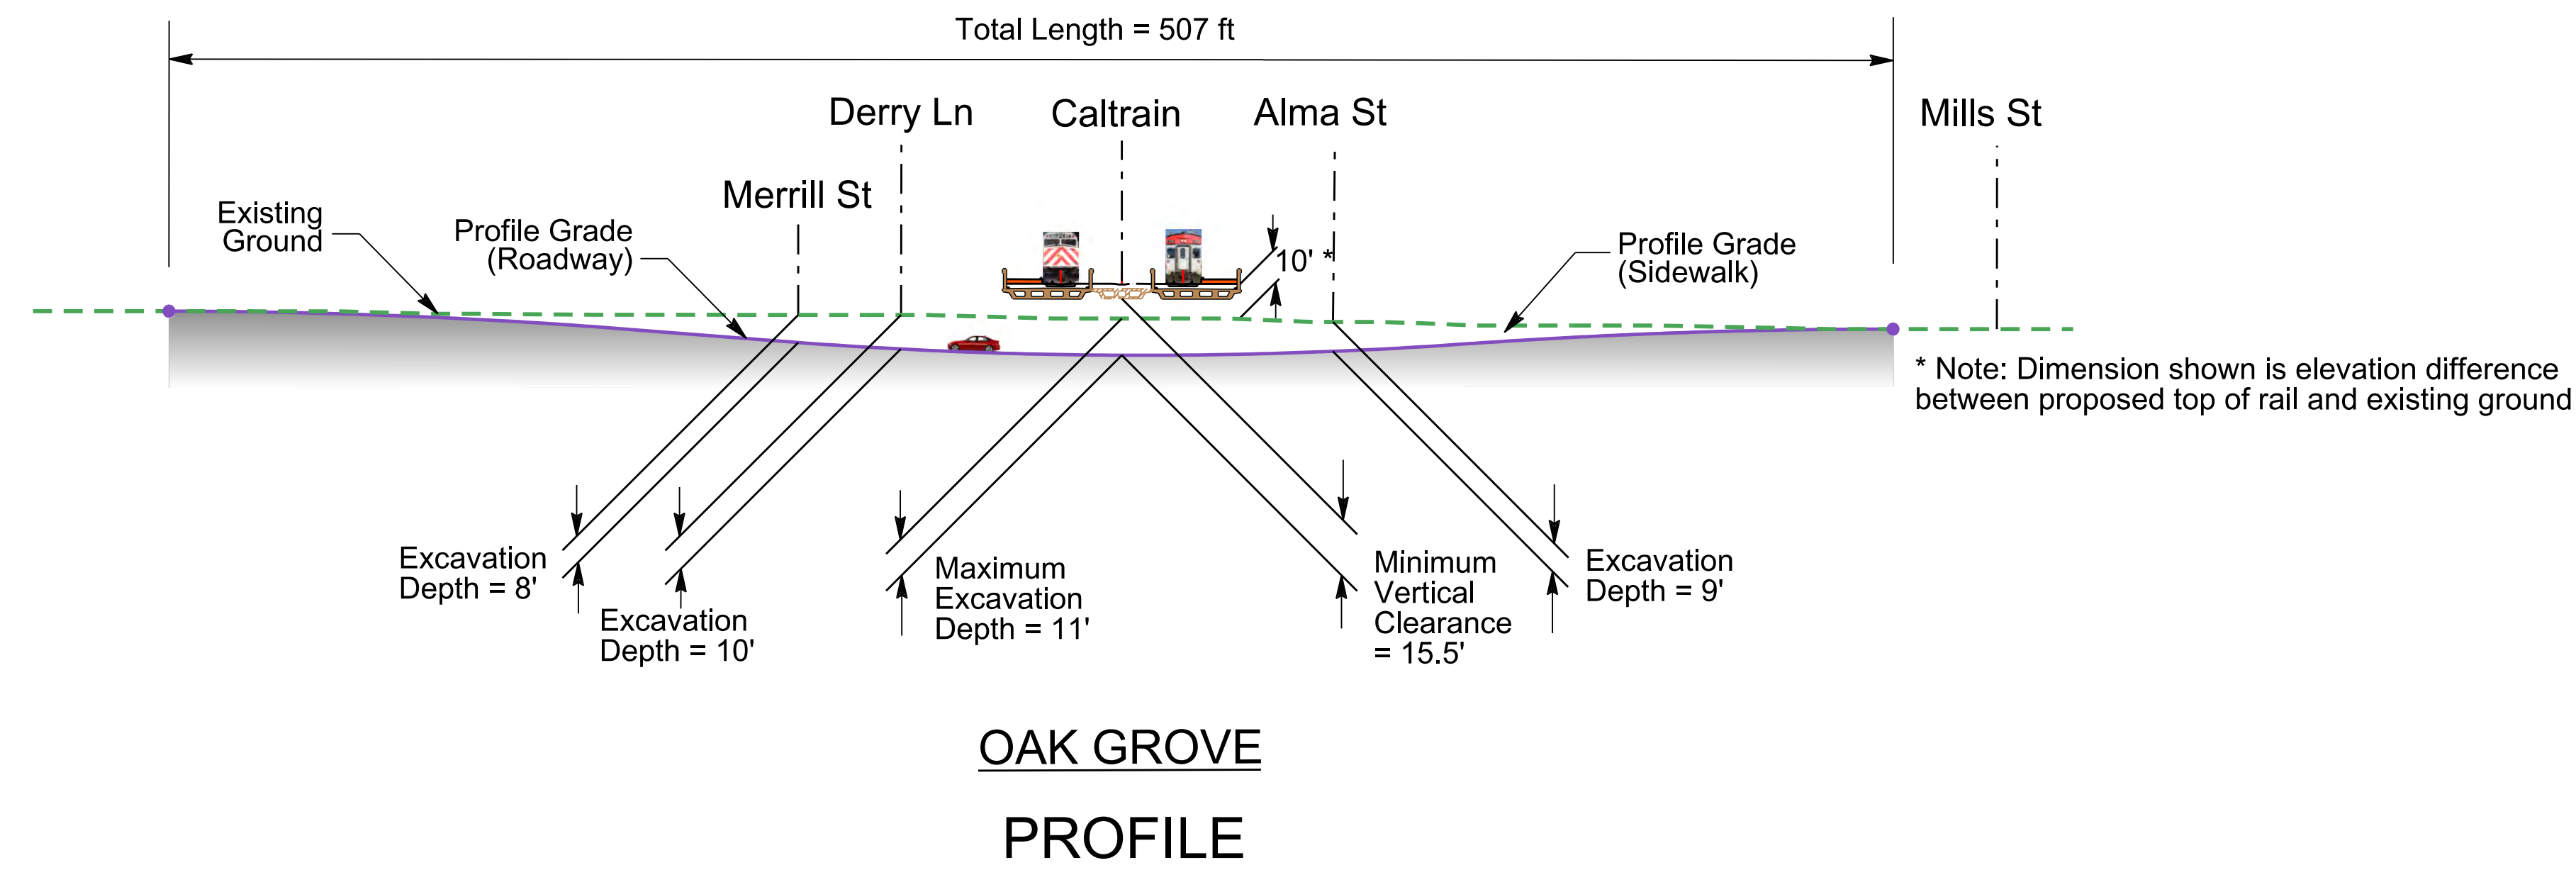 Total Length = 507 ft
Derry Ln
Caltrain
Alma St
Mills St
Merrill St
Existing
Ground
Profile Grade
(Roadway)
10' *
Profile Grade
(Sidewalk)
* Note: Dimension shown is elevation difference
between proposed top of rail and existing ground
Excavation
Depth = 8'
Excavation
Depth = 10'
Maximum
Excavation
Depth = 11'
Minimum
Vertical
Clearance
= 15.5'
Excavation
Depth = 9'
OAK GROVE
PROFILE